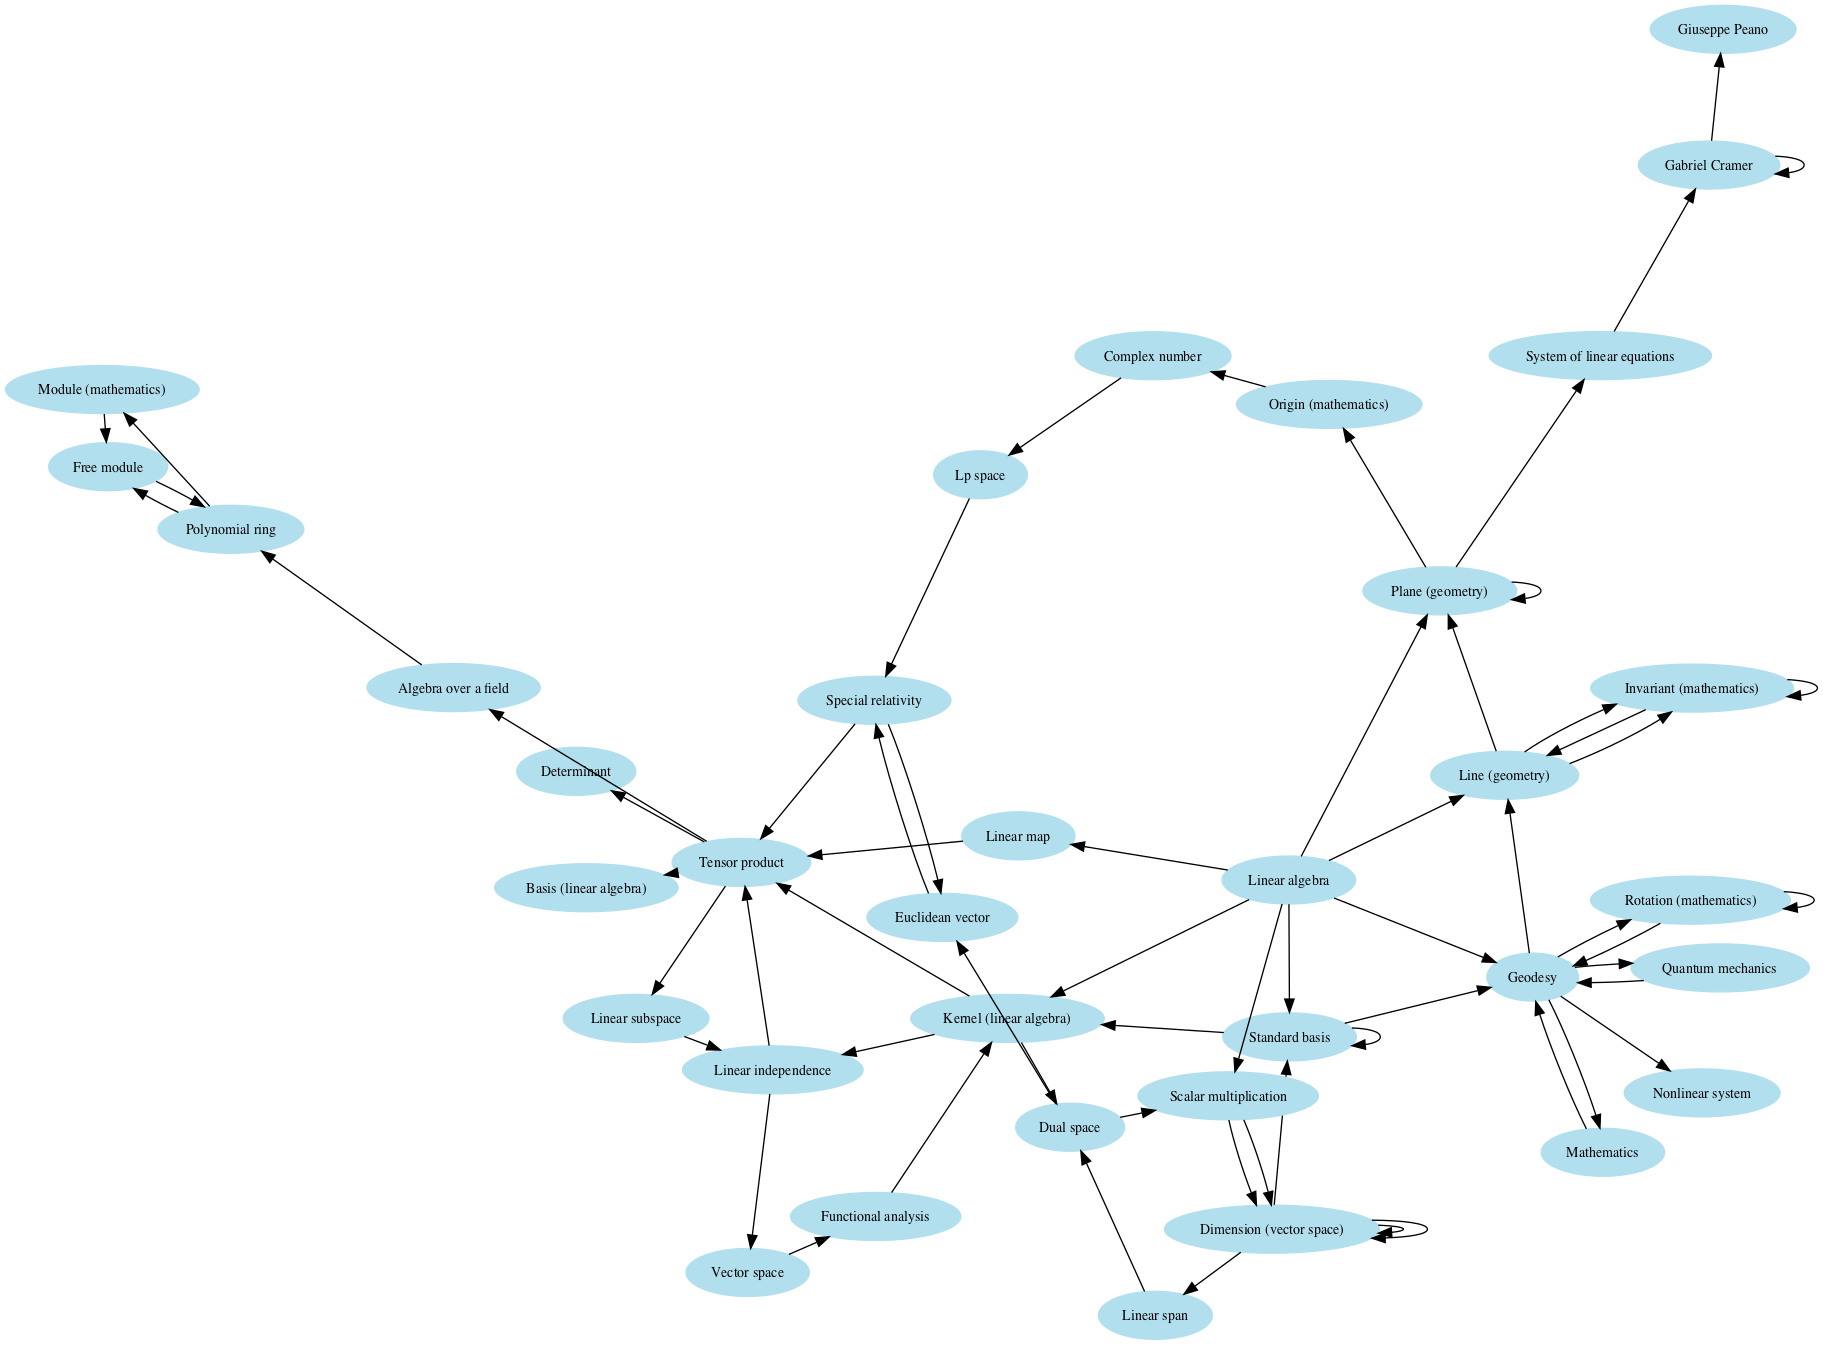 Giuseppe Peano
Gabriel Cramer
Complex number
System of linear equations
Module (mathematics)
Origin (mathematics)
Free module
Lp space
Polynomial ring
Plane (geometry)
Algebra over a field
Invariant (mathematics)
Special relativity
Determinant
Line (geometry)
Linear map
Tensor product
Linear algebra
Basis (linear algebra)
Rotation (mathematics)
Euclidean vector
Quantum mechanics
Geodesy
Linear subspace
Kernel (linear algebra)
Standard basis
Linear independence
Scalar multiplication
Nonlinear system
Dual space
Mathematics
Functional analysis
Dimension (vector space)
Vector space
Linear span